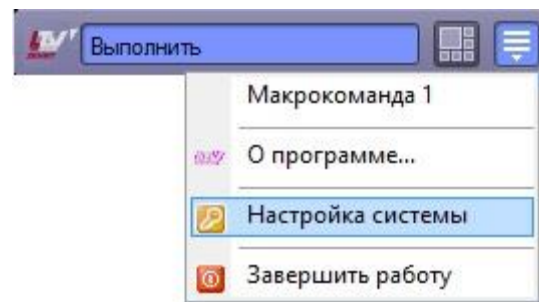 Выполнить
Макрокоманда 1
О программе...
Настройка системы
Завершить работу